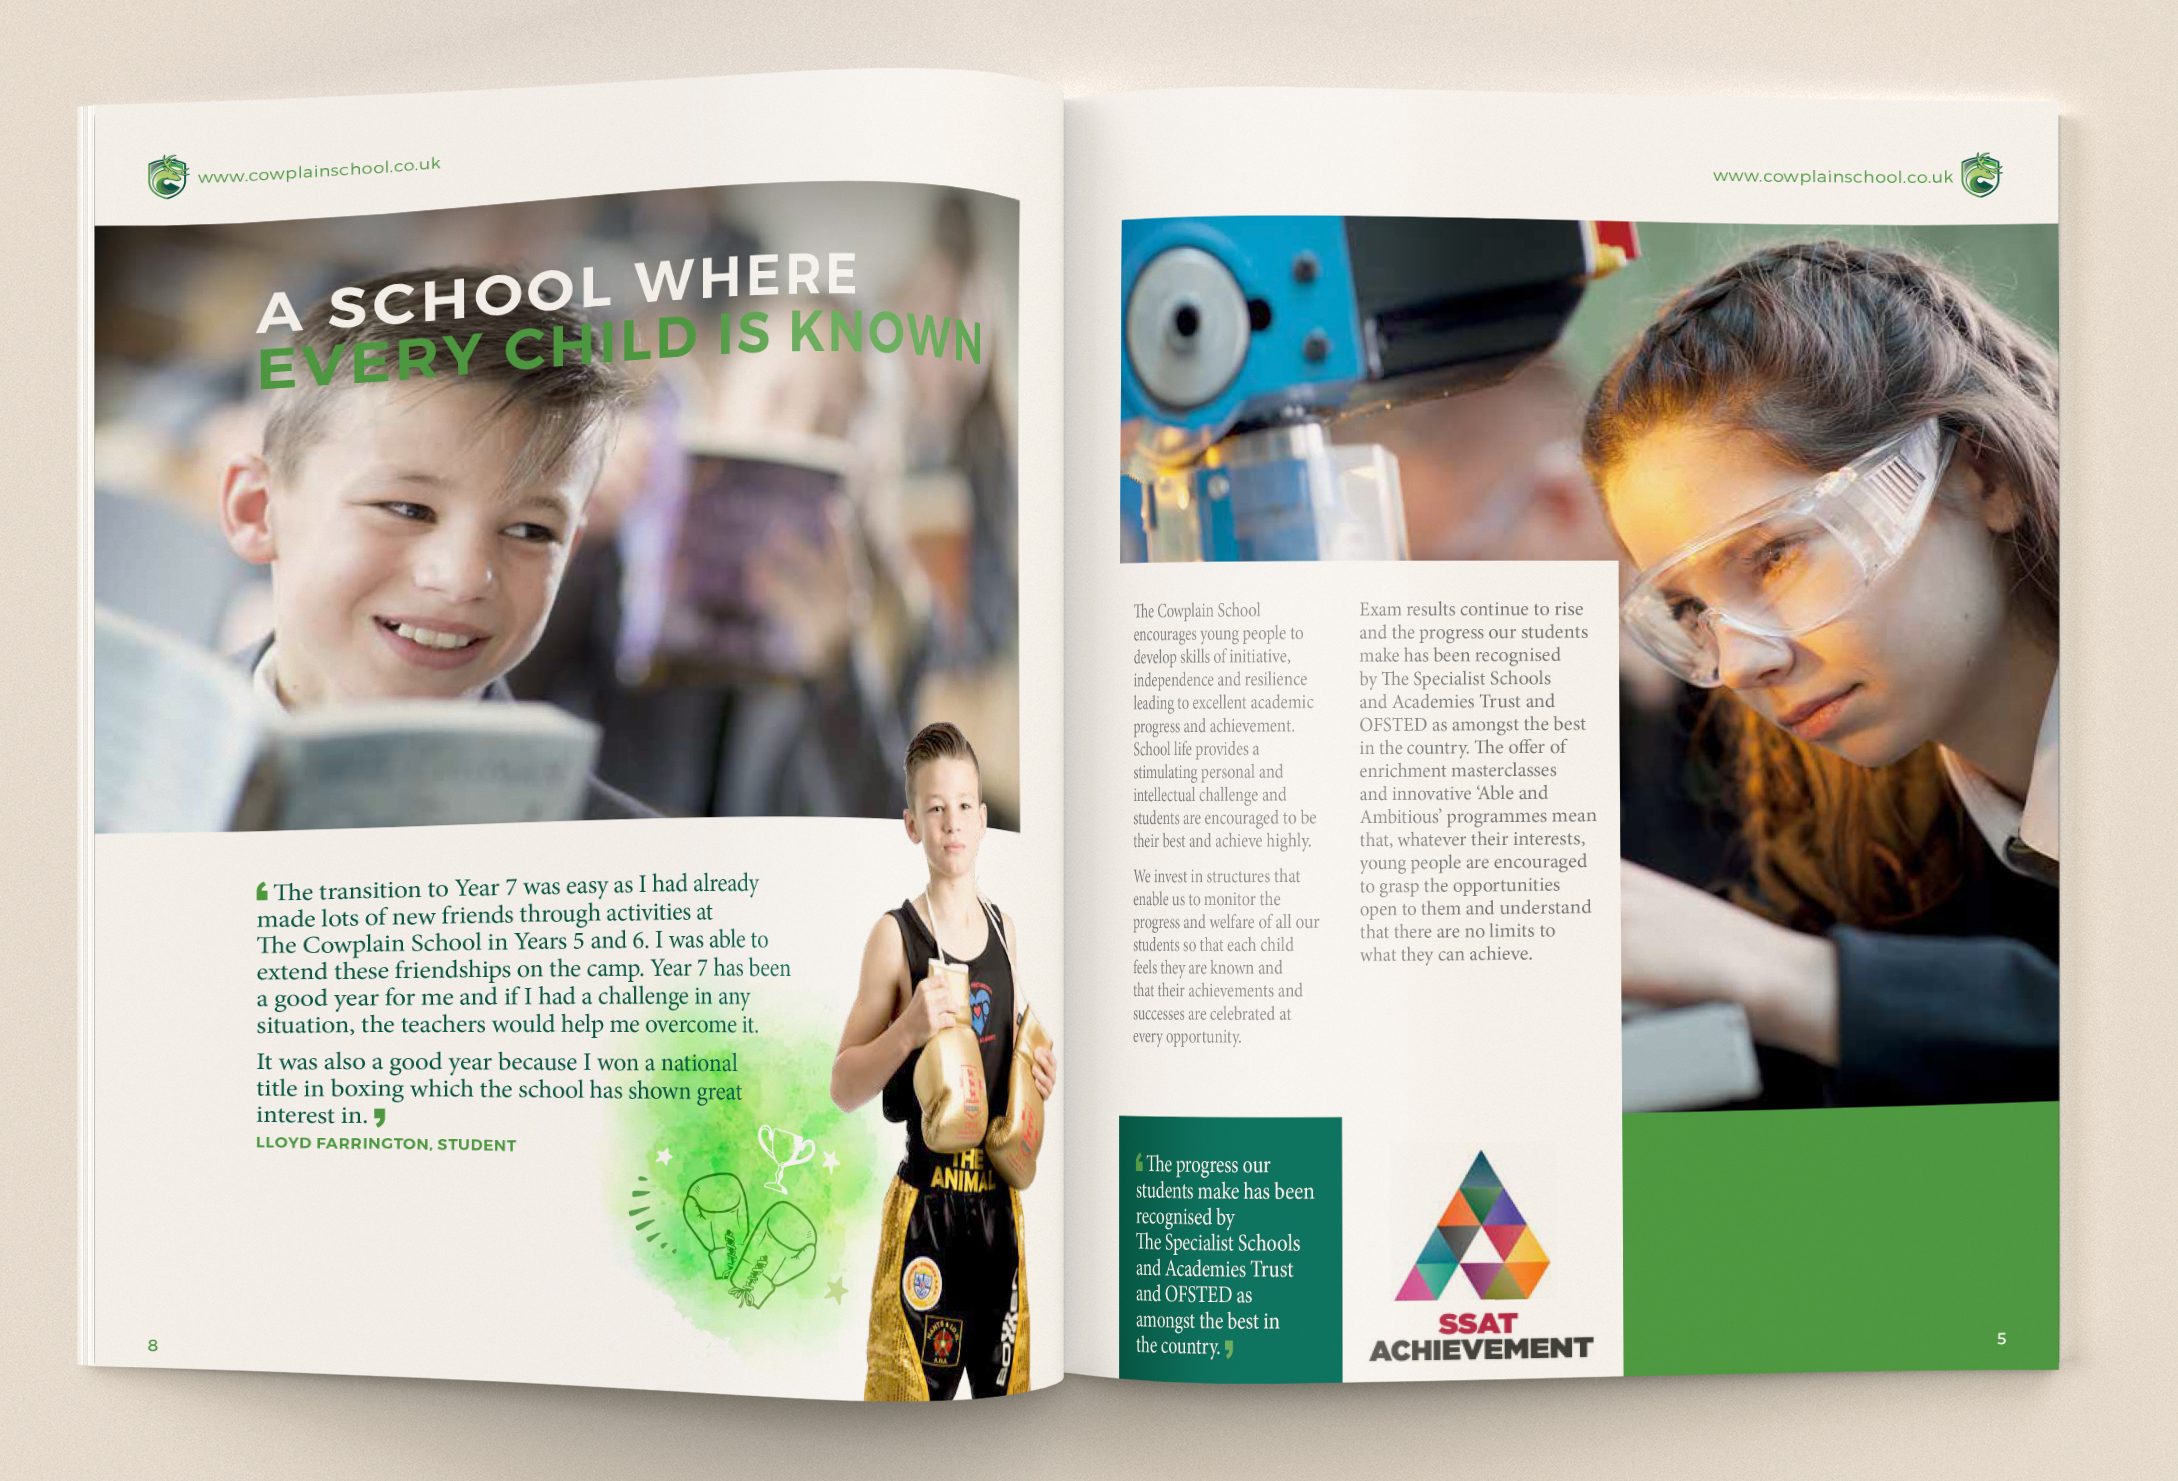 www.cowplainschool.co.uk
A SCHOOL WHERE
EVERY CHILD IS KNOWN
‘ The transition to Year 7 was easy as I had already
made lots of new friends through activities at
The Cowplain School in Years 5 and 6. I was able to
extend these friendships on the camp. Year 7 has been
a good year for me and if I had a challenge in any
situation, the teachers would help me overcome it.
It was also a good year because I won a national
title in boxing which the school has shown great
interest in. ’
LLOYD FARRINGTON, STUDENT
THE
ANIMAL
8
www.cowplainschool.co.uk
The Cowplain School
encourages young people to
develop skills of initiative,
independence and resilience
leading to excellent academic
progress and achievement.
School life provides a
stimulating personal and
intellectual challenge and
students are encouraged to be
their best and achieve highly.
We invest in structures that
enable us to monitor the
progress and welfare of all our
students so that each child
feels they are known and
that their achievements and
successes are celebrated at
every opportunity.
Exam results continue to rise
and the progress our students
make has been recognised
by The Specialist Schools
and Academies Trust and
OFSTED as amongst the best
in the country. The offer of
enrichment masterclasses
and innovative ‘Able and
Ambitious’ programmes mean
that, whatever their interests,
young people are encouraged
to grasp the opportunities
open to them and understand
that there are no limits to
what they can achieve.
‘ The progress our
students make has been
recognised by
The Specialist Schools
and Academies Trust
and OFSTED as
amongst the best in
the country. ’
SSAT
ACHIEVEMENT
5